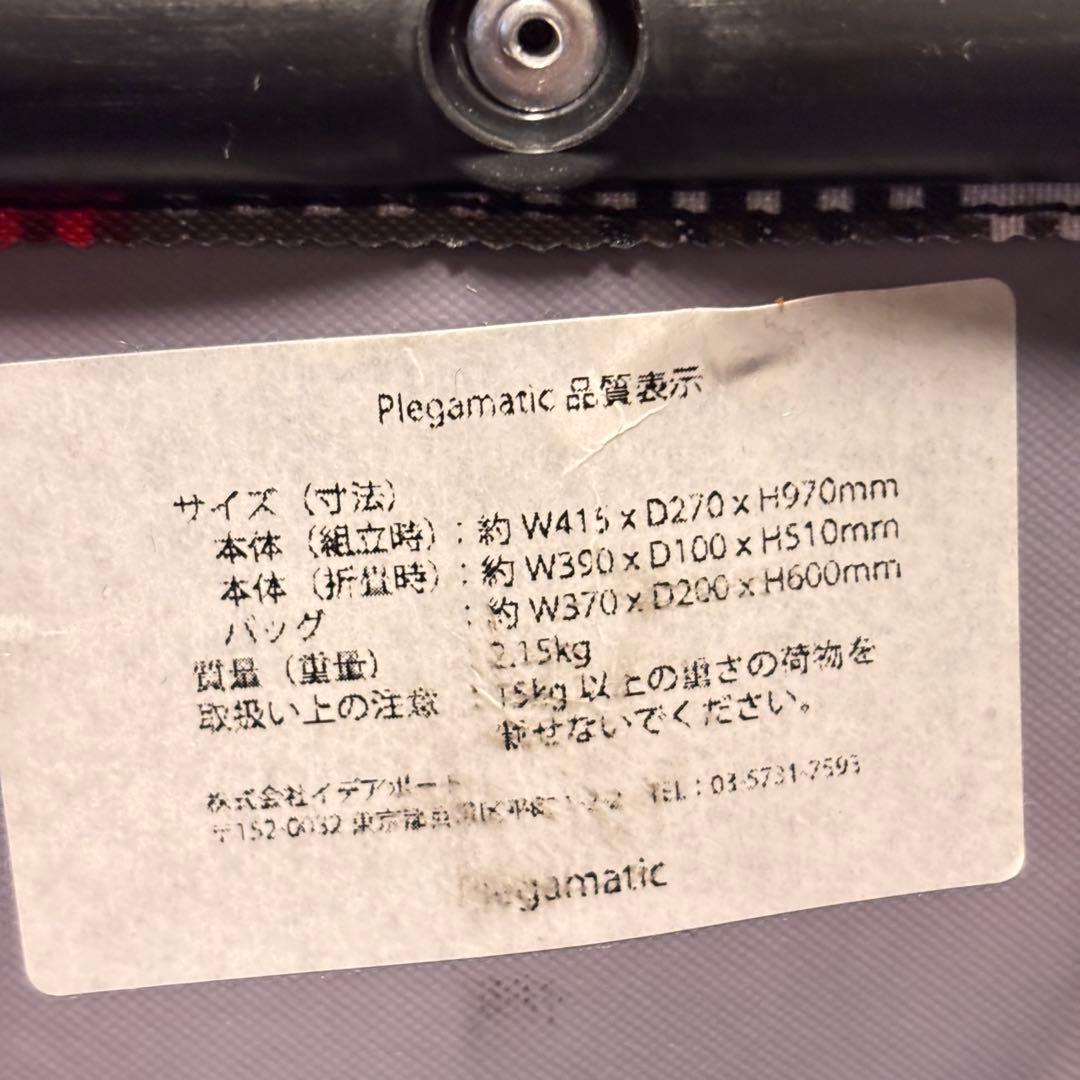 Plegamatic 品質表示
サイズ（寸法）
本体（組立時）：約 W415 x D270 x H970mm
本体（折畳時）：約 W390 x D100 x H510mm
バッグ ：約 W370 x D200 x H600mm
質量（重量） 2.15kg
取扱い上の注意 ：15kg 以上の重さの荷物を
載せないでください。
株式会社イデアポート TEL：03-5731-7593
〒152-0032 東京都目黒区平町 1-2-2
Plegamatic